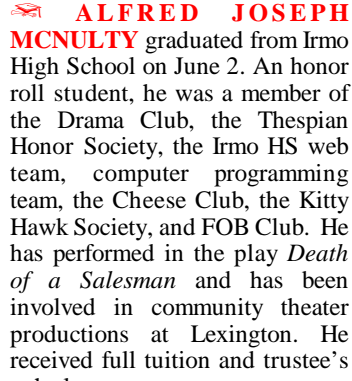 ALFRED JOSEPH
MCNULTY graduated from Irmo
High School on June 2. An honor
roll student, he was a member of
the Drama Club, the Thespian
Honor Society, the Irmo HS web
team, computer programming
team, the Cheese Club, the Kitty
Hawk Society, and FOB Club. He
has performed in the play Death
of a Salesman and has been
involved in community theater
productions at Lexington. He
received full tuition and trustee's